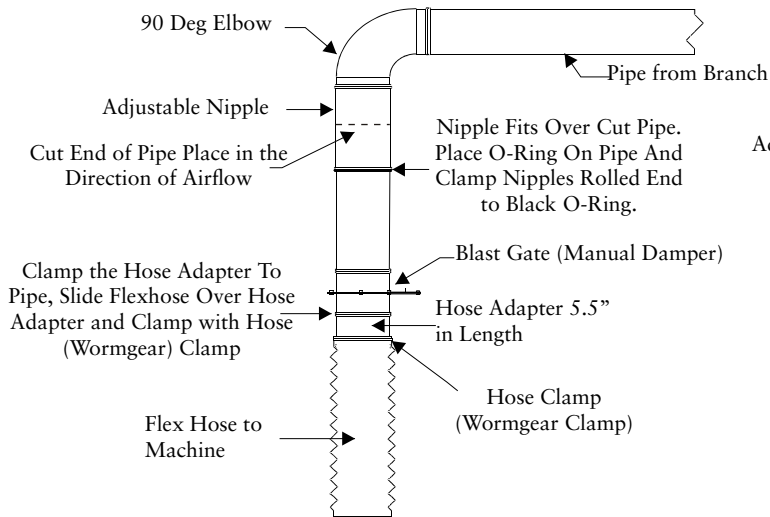 90 Deg Elbow
Pipe from Branch
Adjustable Nipple
Cut End of Pipe Place in the
Direction of Airflow
Nipple Fits Over Cut Pipe.
Place O-Ring On Pipe And
Clamp Nipples Rolled End
to Black O-Ring.
Blast Gate (Manual Damper)
Clamp the Hose Adapter To
Pipe, Slide Flexhose Over Hose
Adapter and Clamp with Hose
(Wormgear) Clamp
Hose Adapter 5.5”
in Length
Hose Clamp
(Wormgear Clamp)
Flex Hose to
Machine